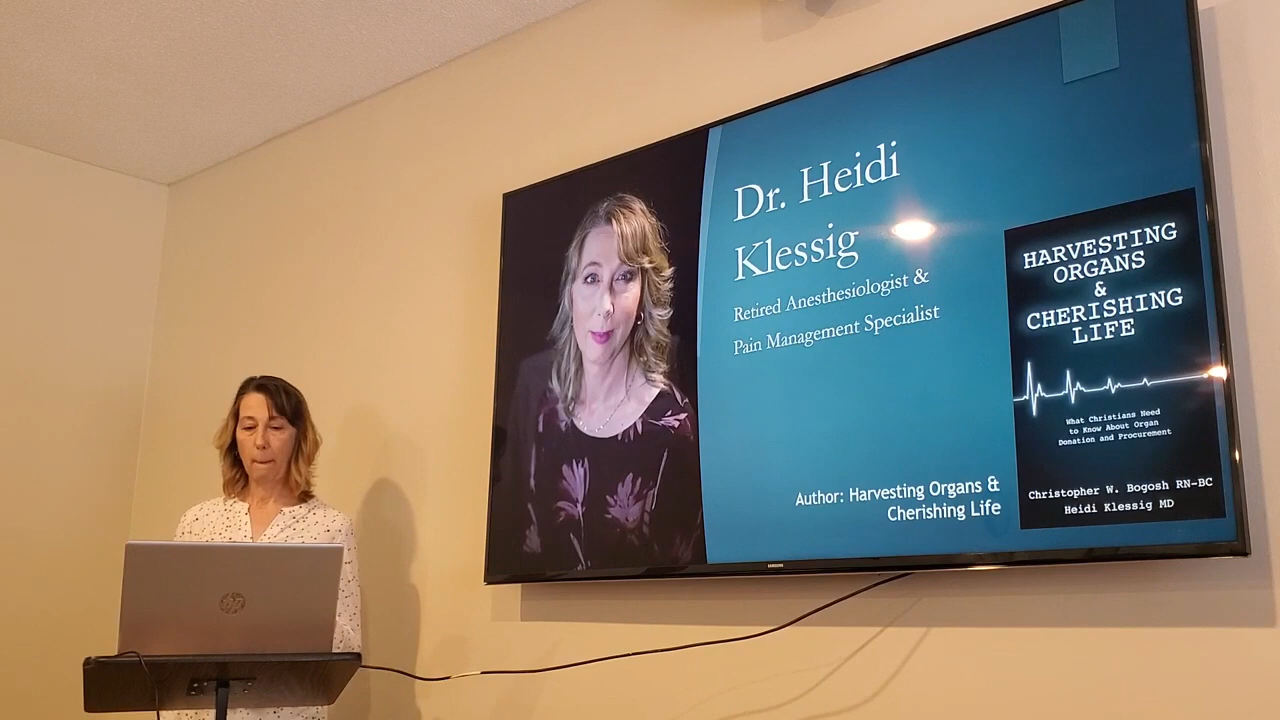 Dr. Heidi
Klessig
Retired Anesthesiologist &
Pain Management Specialist
Author: Harvesting Organs &
Cherishing Life
HARVESTING
ORGANS
&
CHERISHING
LIFE
What Christians Need
to Know About Organ
Donation and Procurement
Christopher W. Bogosh RN-BC
Heidi Klessig MD
SAMSUNG
hp